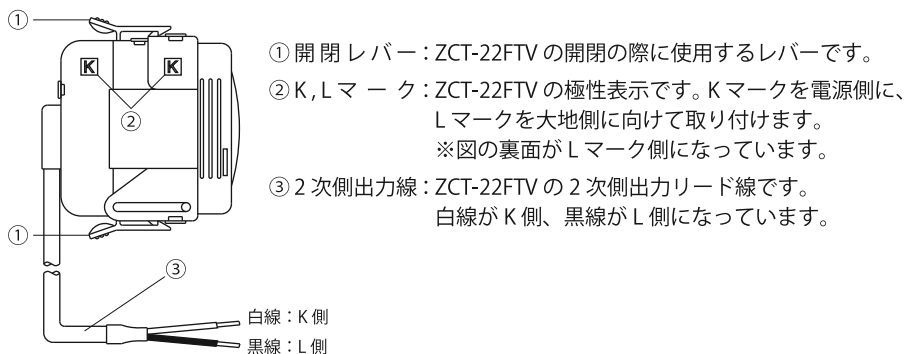 ①
K K
②
①
③
白線：K 側
黒線：L 側
① 開 閉 レ バ ー：ZCT-22FTV の開閉の際に使用するレバーです。
② K , L マ ー ク：ZCT-22FTV の極性表示です。K マークを電源側に、
L マークを大地側に向けて取り付けます。
※図の裏面が L マーク側になっています。
③ 2 次側出力線：ZCT-22FTV の 2 次側出力リード線です。
白線が K 側、黒線が L 側になっています。